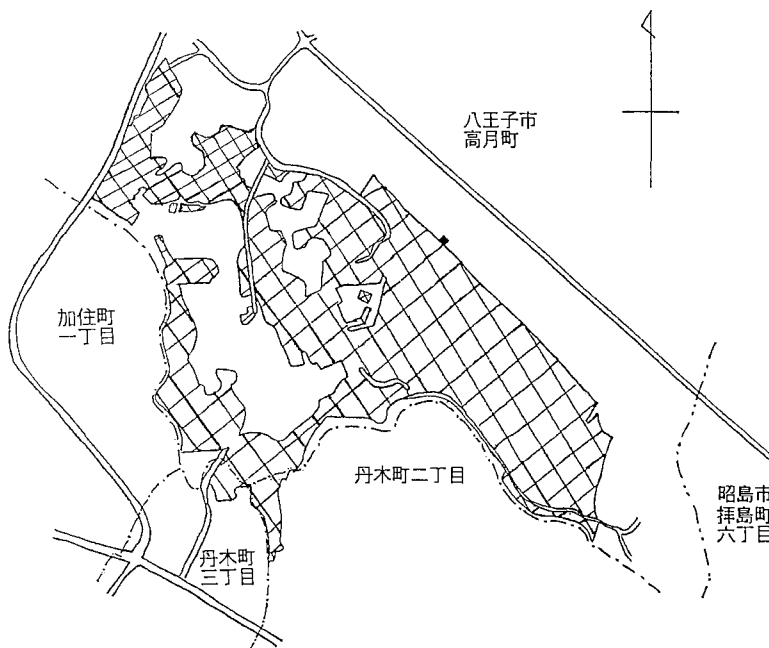 八王子市
高月町
加住町
一丁目
丹木町二丁目
昭島市
拝島町
六丁目
丹木町
三丁目